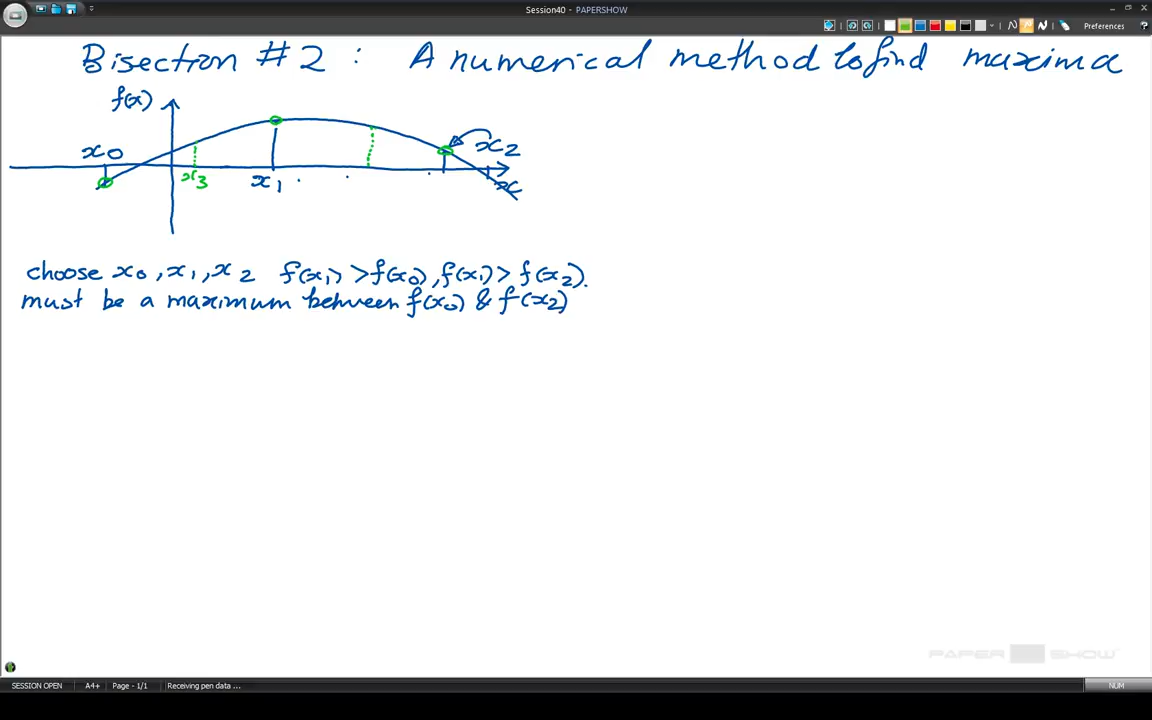 Session40 - PAPERSHOW
Preferences
Bisection #2 : A numerical method to find maxima
f(x)
x0
x2
x3
x1
x
choose x0, x1, x2 f(x1) > f(x0), f(x1) > f(x2).
must be a maximum between f(x0) & f(x2)
PAPER SHOW
SESSION OPEN A4+ Page - 1/1 Receiving pen data ... NUM